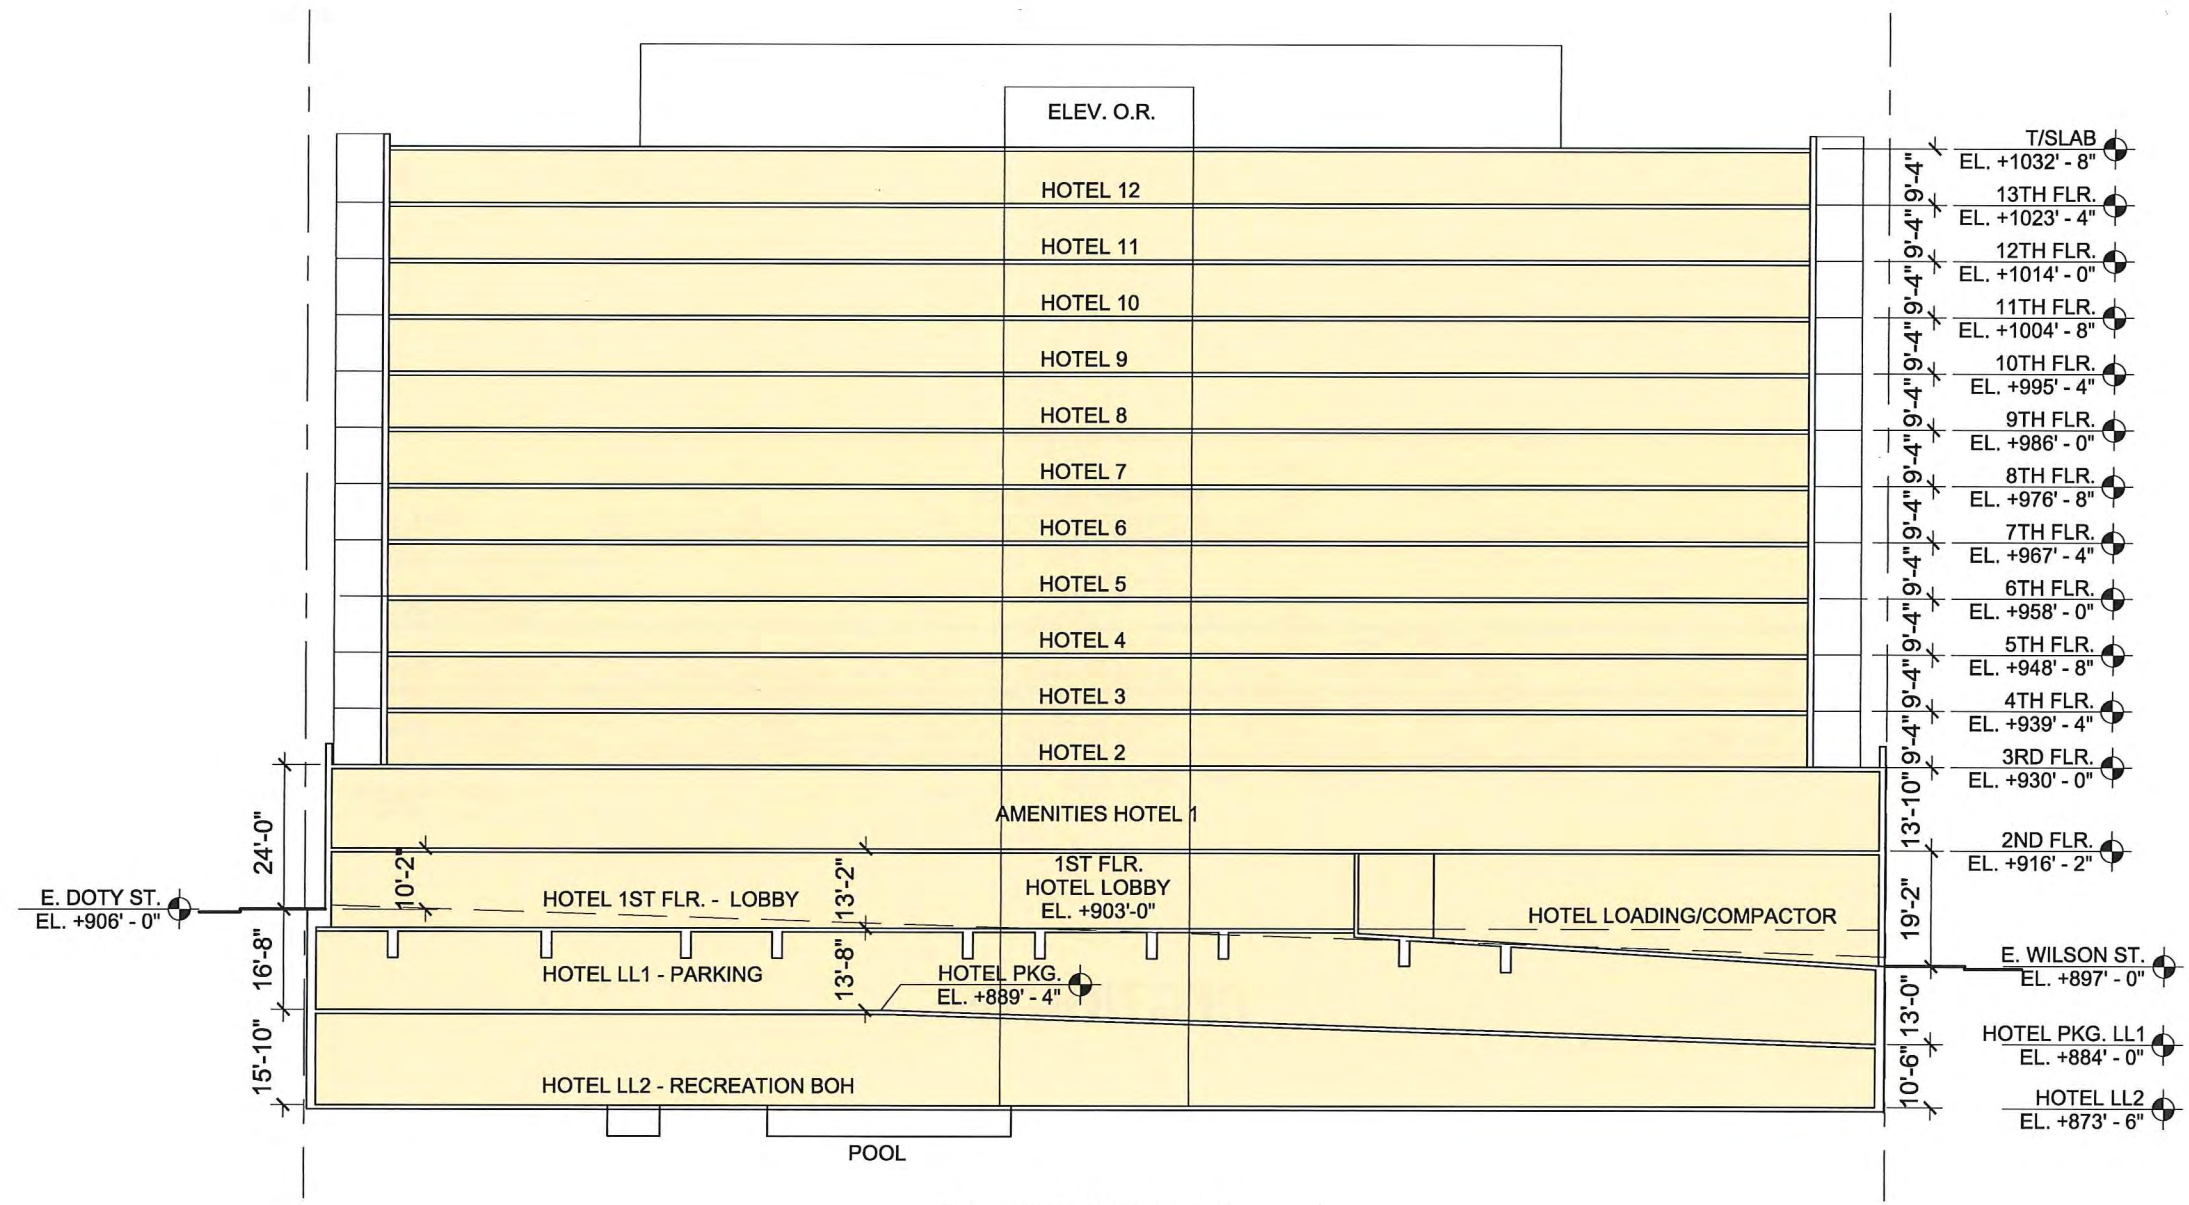 ELEV. O.R.
T/SLAB
EL. +1032' - 8"
9'-4"
HOTEL 12
13TH FLR.
EL. +1023' - 4"
9'-4"
HOTEL 11
12TH FLR.
EL. +1014' - 0"
9'-4"
HOTEL 10
11TH FLR.
EL. +1004' - 8"
9'-4"
HOTEL 9
10TH FLR.
EL. +995' - 4"
9'-4"
HOTEL 8
9TH FLR.
EL. +986' - 0"
9'-4"
HOTEL 7
8TH FLR.
EL. +976' - 8"
9'-4"
HOTEL 6
7TH FLR.
EL. +967' - 4"
9'-4"
HOTEL 5
6TH FLR.
EL. +958' - 0"
9'-4"
HOTEL 4
5TH FLR.
EL. +948' - 8"
9'-4"
HOTEL 3
4TH FLR.
EL. +939' - 4"
9'-4"
HOTEL 2
3RD FLR.
EL. +930' - 0"
24'-0"
AMENITIES HOTEL 1
13'-10"
2ND FLR.
EL. +916' - 2"
10'-2"
13'-2"
1ST FLR.
HOTEL LOBBY
EL. +903'-0"
E. DOTY ST.
EL. +906' - 0"
HOTEL 1ST FLR. - LOBBY
HOTEL LOADING/COMPACTOR
19'-2"
E. WILSON ST.
EL. +897' - 0"
16'-8"
HOTEL LL1 - PARKING
13'-8"
HOTEL PKG.
EL. +889' - 4"
13'-0"
HOTEL PKG. LL1
EL. +884' - 0"
15'-10"
HOTEL LL2 - RECREATION BOH
10'-6"
HOTEL LL2
EL. +873' - 6"
POOL